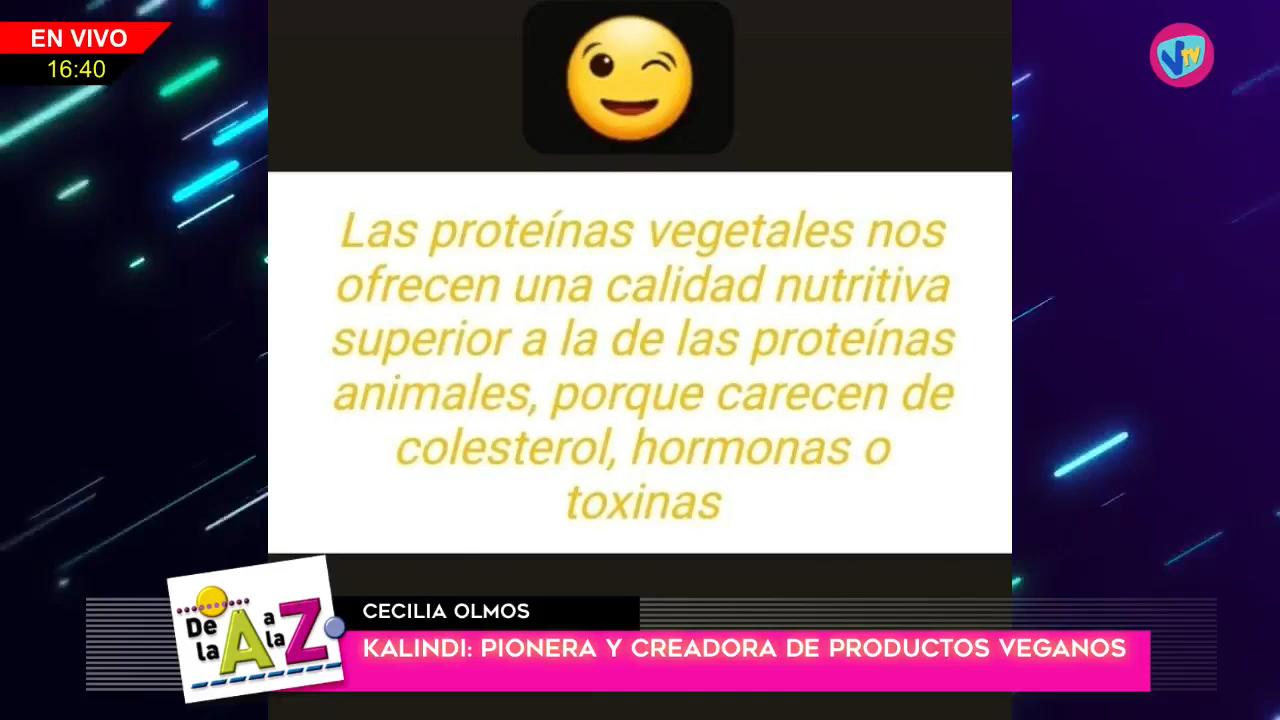 EN VIVO
16:40
V TV
Las proteínas vegetales nos
ofrecen una calidad nutritiva
superior a la de las proteínas
animales, porque carecen de
colesterol, hormonas o
toxinas
De la A a la Z
CECILIA OLMOS
KALINDI: PIONERA Y CREADORA DE PRODUCTOS VEGANOS